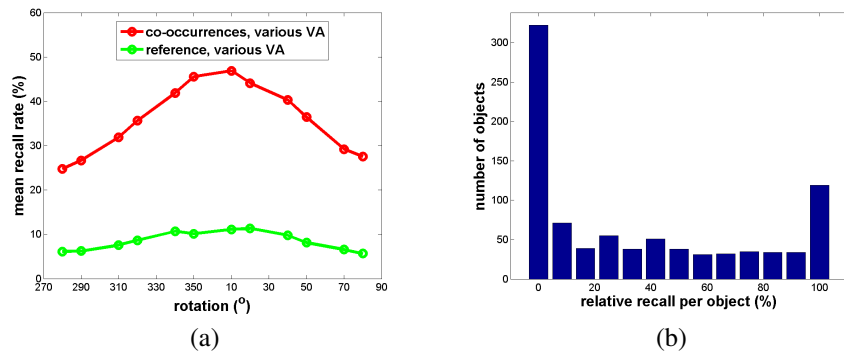 60
50
40
30
20
10
0
mean recall rate (%)
co-occurrences, various VA
reference, various VA
270 290 310 330 350 10 30 50 70 90
rotation (o)
(a)
300
250
200
150
100
50
0
number of objects
0 20 40 60 80 100
relative recall per object (%)
(b)